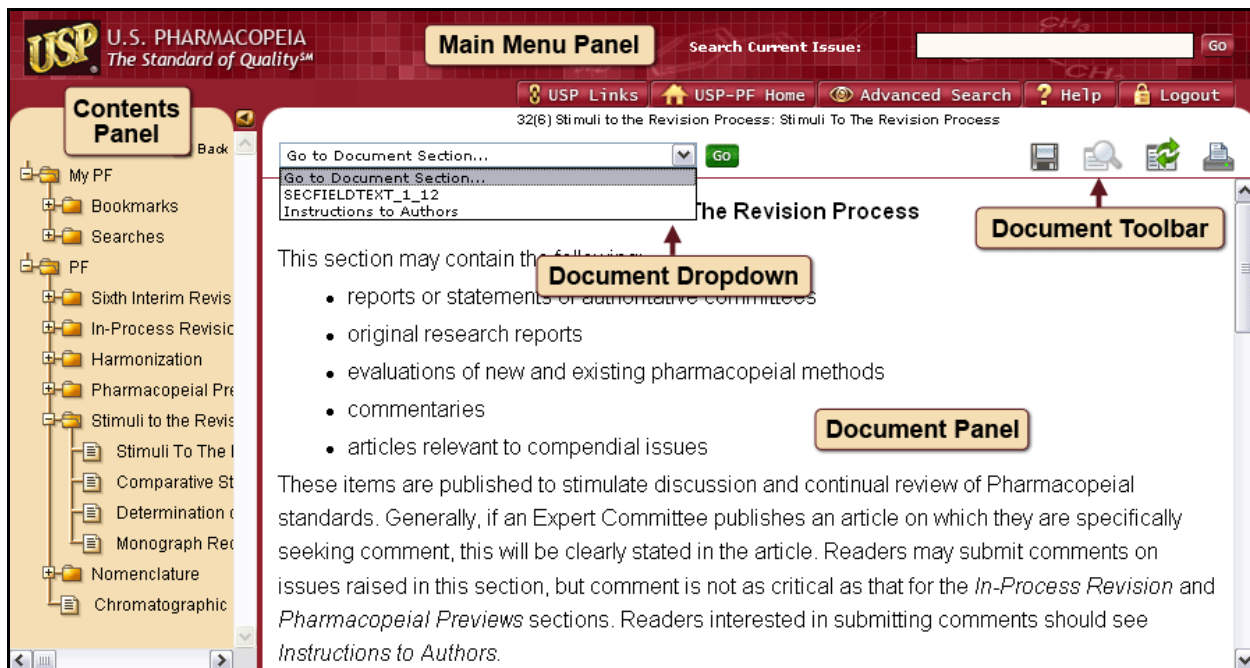 USP
U.S. PHARMACOPEIA
The Standard of Quality℠
Main Menu Panel
Search Current Issue:
GO
USP Links
USP-PF Home
Advanced Search
Help
Logout
Contents
Panel
Back
My PF
Bookmarks
Searches
PF
Sixth Interim Revis
In-Process Revisio
Harmonization
Pharmacopeial Pre
Stimuli to the Revis
Stimuli To The I
Comparative St
Determination o
Monograph Rec
Nomenclature
Chromatographic
32(6) Stimuli to the Revision Process: Stimuli To The Revision Process
Go to Document Section...
GO
Go to Document Section...
SECFIELDTEXT_1_12
Instructions to Authors
Document Toolbar
The Revision Process
Document Dropdown
This section may contain the following:
• reports or statements of authoritative committees
• original research reports
• evaluations of new and existing pharmacopeial methods
• commentaries
• articles relevant to compendial issues
Document Panel
These items are published to stimulate discussion and continual review of Pharmacopeial
standards. Generally, if an Expert Committee publishes an article on which they are specifically
seeking comment, this will be clearly stated in the article. Readers may submit comments on
issues raised in this section, but comment is not as critical as that for the In-Process Revision and
Pharmacopeial Previews sections. Readers interested in submitting comments should see
Instructions to Authors.